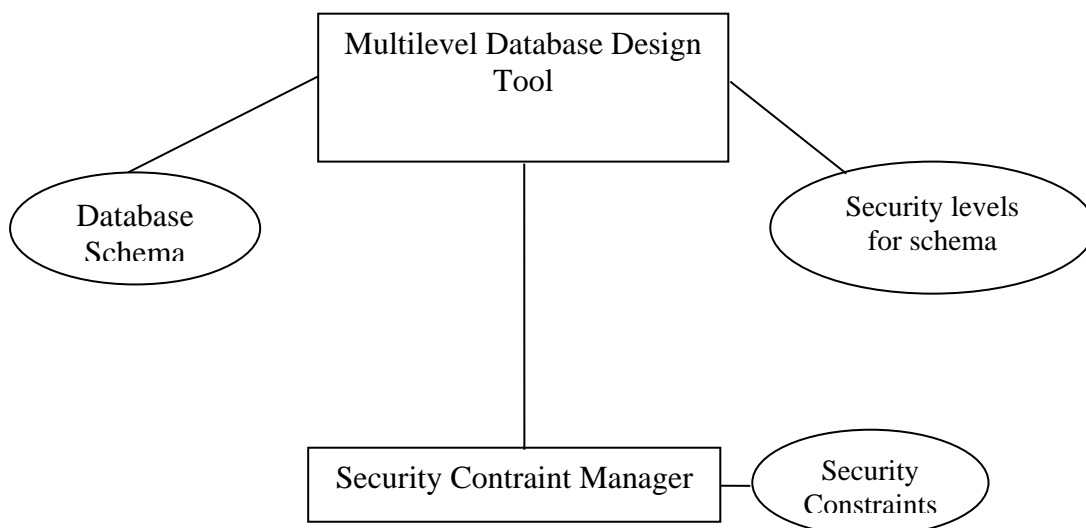 Multilevel Database Design
Tool
Database
Schema
Security levels
for schema
Security Contraint Manager
Security
Constraints